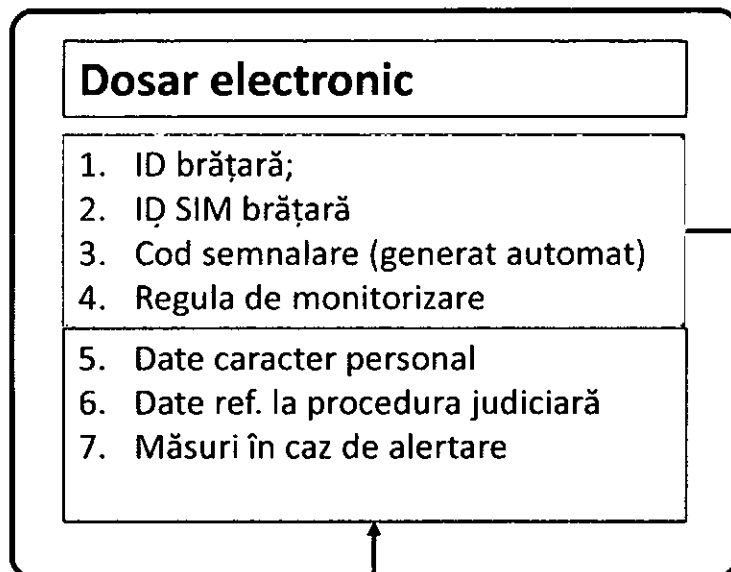 Dosar electronic
1. ID brățară;
2. ID SIM brățară
3. Cod semnalare (generat automat)
4. Regula de monitorizare
5. Date caracter personal
6. Date ref. la procedura judiciară
7. Măsuri în caz de alertare